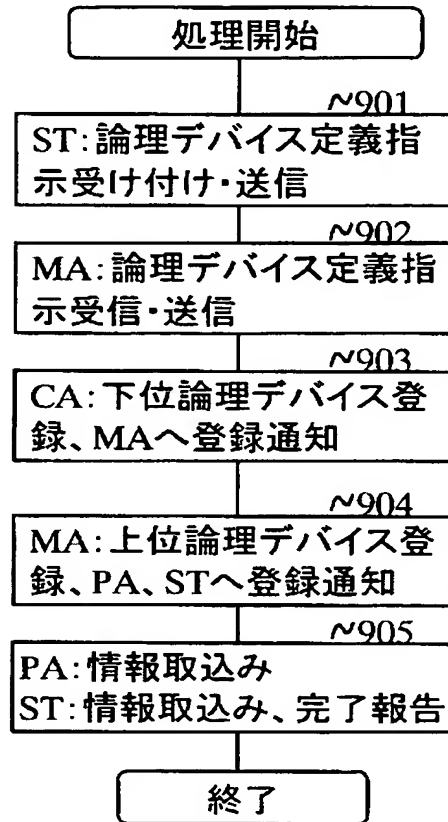 処理開始
~901
ST:論理デバイス定義指
示受け付け・送信
~902
MA:論理デバイス定義指
示受信・送信
~903
CA:下位論理デバイス登
録、MAへ登録通知
~904
MA:上位論理デバイス登
録、PA、STへ登録通知
~905
PA:情報取込み
ST:情報取込み、完了報告
終了